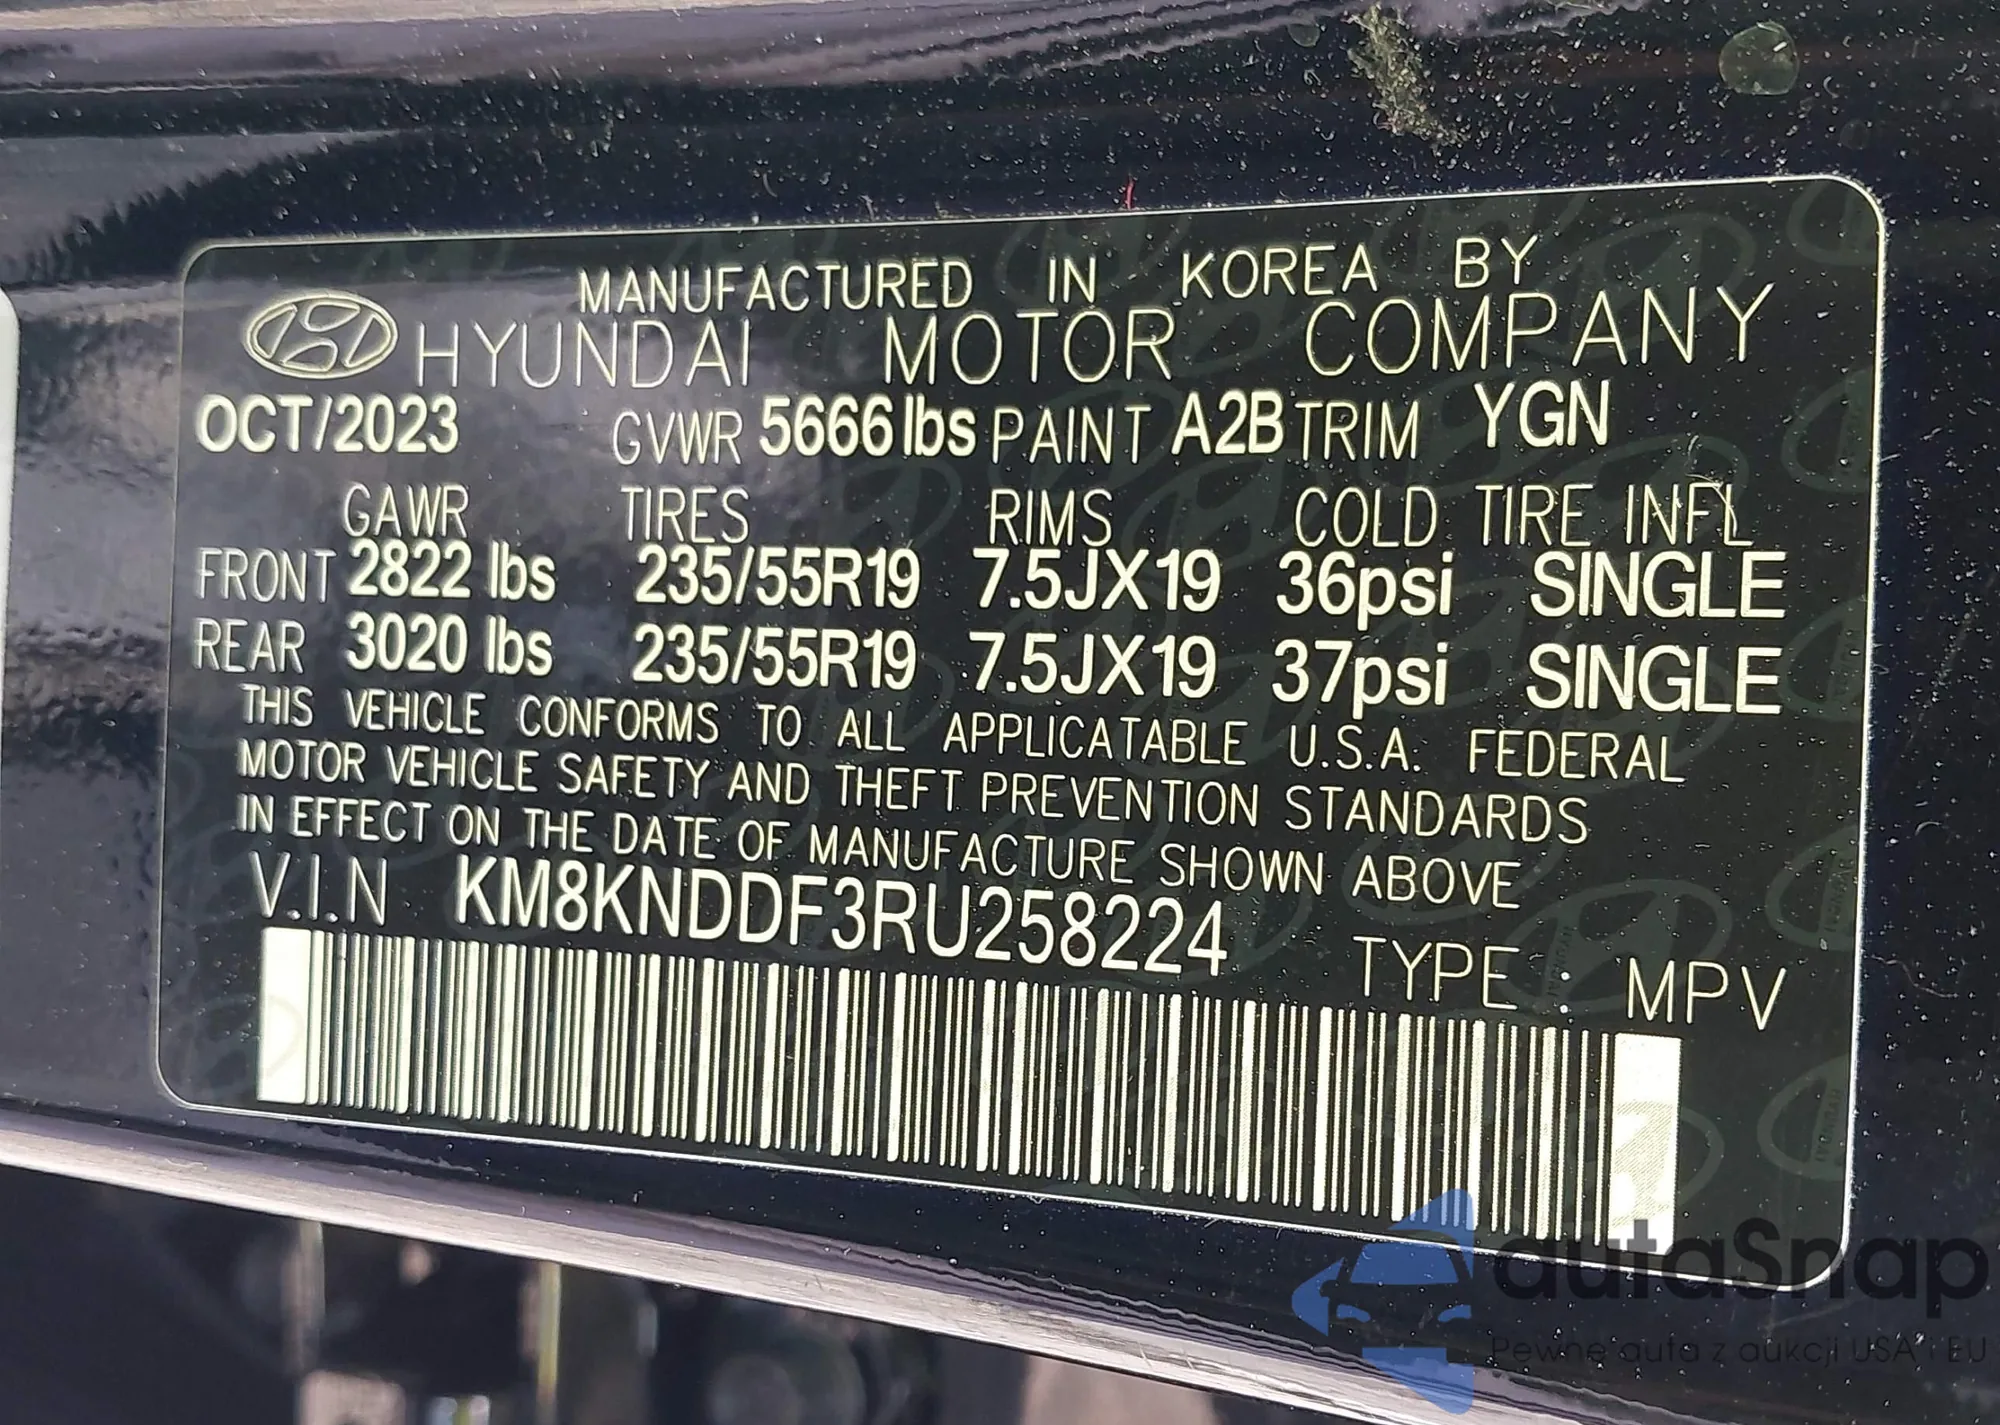 MANUFACTURED IN KOREA BY
HYUNDAI MOTOR COMPANY
OCT/2023 GVWR 5666 lbs PAINT A2B TRIM YGN
GAWR TIRES RIMS COLD TIRE INFL
FRONT 2822 lbs 235/55R19 7.5JX19 36psi SINGLE
REAR 3020 lbs 235/55R19 7.5JX19 37psi SINGLE
THIS VEHICLE CONFORMS TO ALL APPLICATABLE U.S.A. FEDERAL
MOTOR VEHICLE SAFETY AND THEFT PREVENTION STANDARDS
IN EFFECT ON THE DATE OF MANUFACTURE SHOWN ABOVE
V.I.N KM8KNDDF3RU258224 TYPE : MPV
autaSnap
Pewne auta z aukcji USA i EU